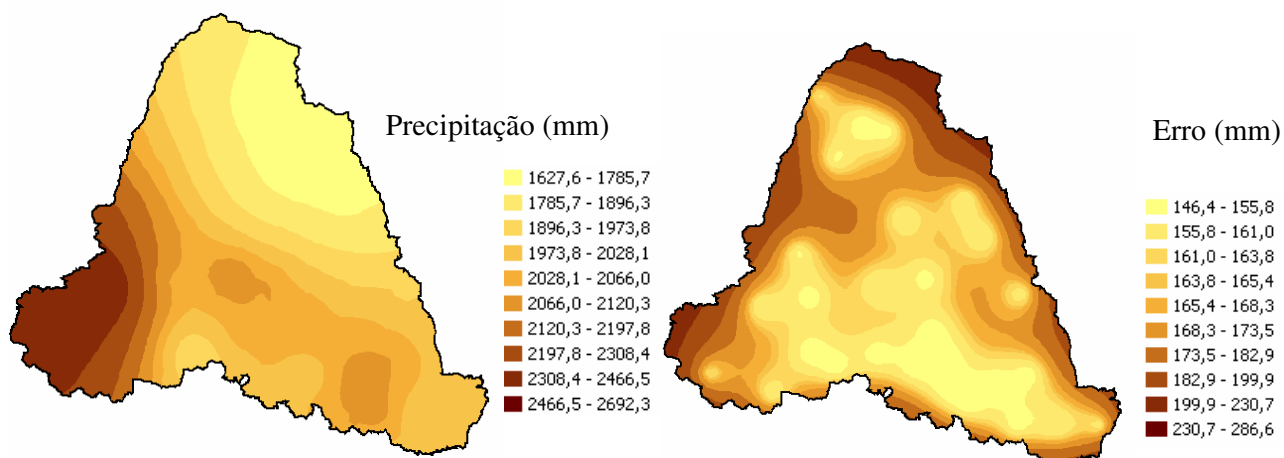 Precipitação (mm)
1627,6 - 1785,7
1785,7 - 1896,3
1896,3 - 1973,8
1973,8 - 2028,1
2028,1 - 2066,0
2066,0 - 2120,3
2120,3 - 2197,8
2197,8 - 2308,4
2308,4 - 2466,5
2466,5 - 2692,3
Erro (mm)
146,4 - 155,8
155,8 - 161,0
161,0 - 163,8
163,8 - 165,4
165,4 - 168,3
168,3 - 173,5
173,5 - 182,9
182,9 - 199,9
199,9 - 230,7
230,7 - 286,6